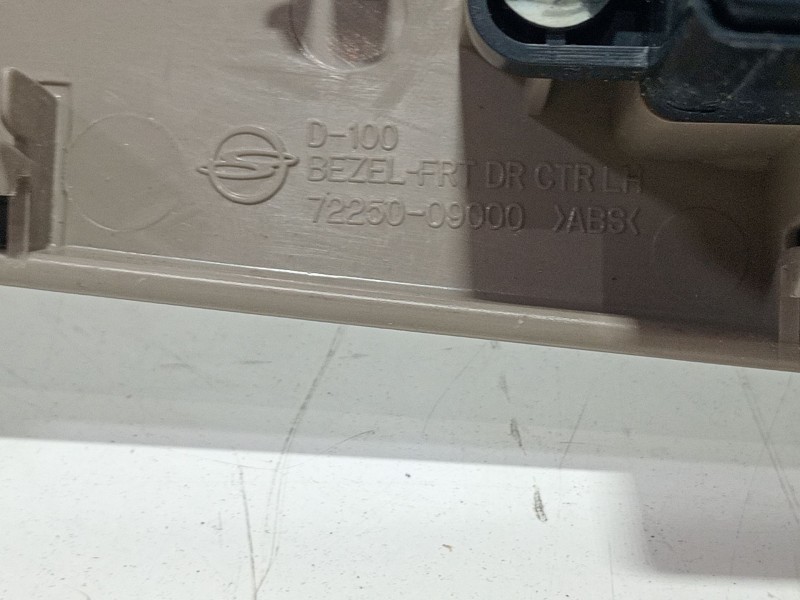 D-100
BEZEL-FRT DR CTR LH
72250-09000 >ABS<